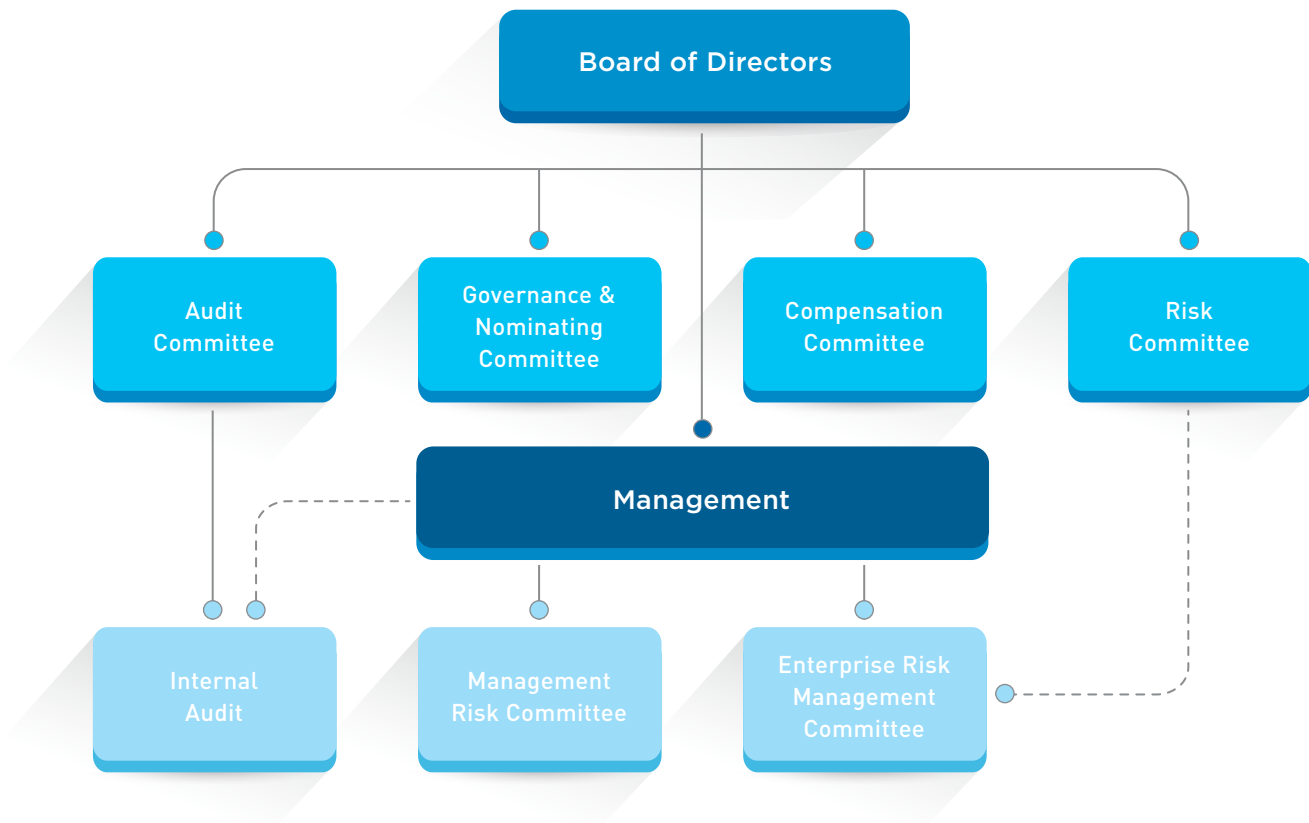 Board of Directors
Audit
Committee
Governance &
Nominating
Committee
Compensation
Committee
Risk
Committee
Management
Internal
Audit
Management
Risk Committee
Enterprise Risk
Management
Committee